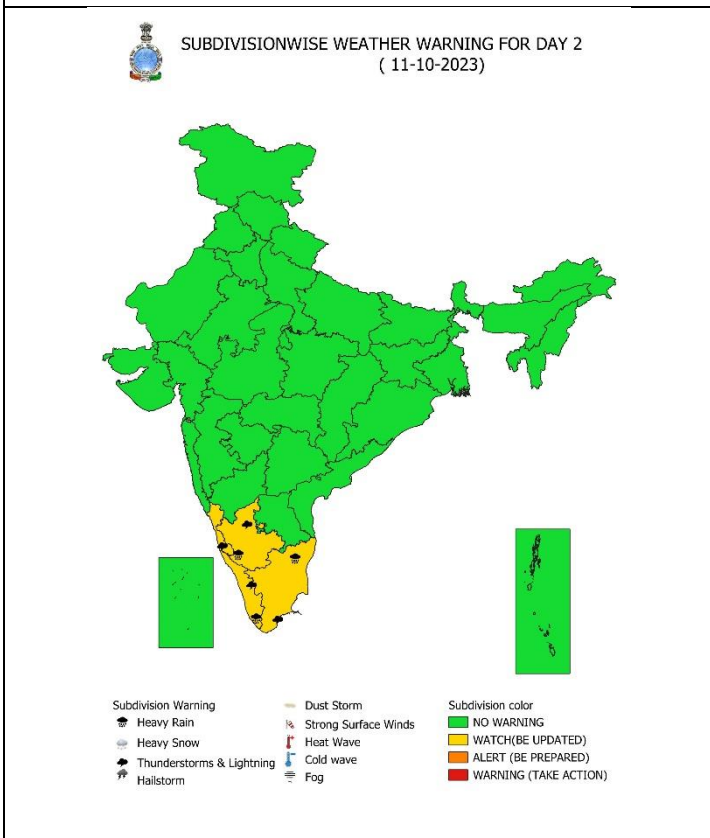 SUBDIVISIONWISE WEATHER WARNING FOR DAY 2
( 11-10-2023)
Subdivision Warning
Heavy Rain
Heavy Snow
Thunderstorms & Lightning
Hailstorm
Dust Storm
Strong Surface Winds
Heat Wave
Cold wave
Fog
Subdivision color
NO WARNING
WATCH(BE UPDATED)
ALERT (BE PREPARED)
WARNING (TAKE ACTION)